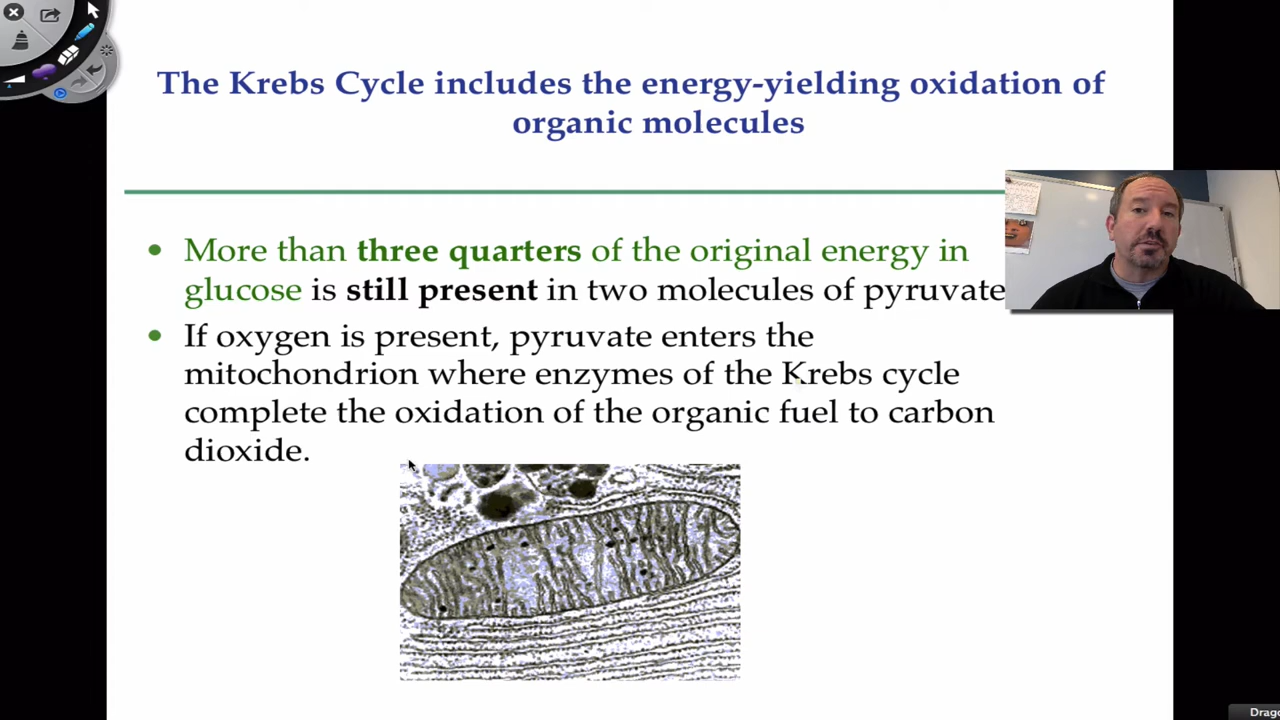 The Krebs Cycle includes the energy-yielding oxidation of
organic molecules
• More than three quarters of the original energy in
glucose is still present in two molecules of pyruvate
• If oxygen is present, pyruvate enters the
mitochondrion where enzymes of the Krebs cycle
complete the oxidation of the organic fuel to carbon
dioxide.